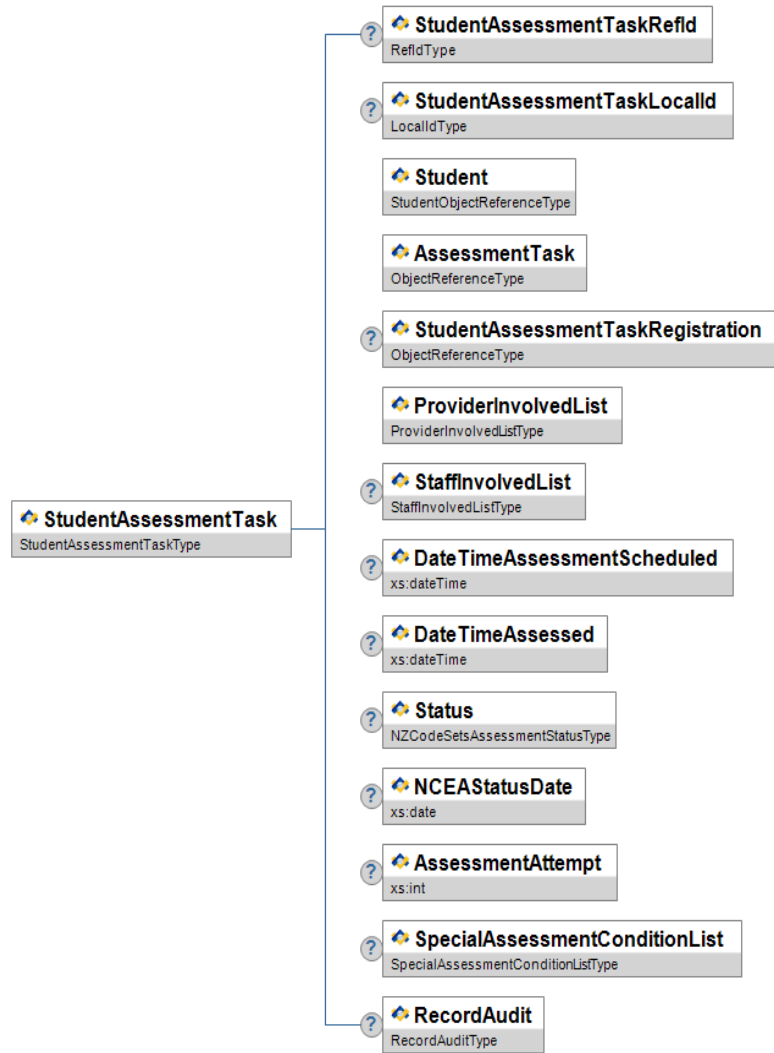 ?
StudentAssessmentTaskRefId
RefIdType
?
StudentAssessmentTaskLocalId
LocalIdType
Student
StudentObjectReferenceType
AssessmentTask
ObjectReferenceType
?
StudentAssessmentTaskRegistration
ObjectReferenceType
ProviderInvolvedList
ProviderInvolvedListType
?
StaffInvolvedList
StaffInvolvedListType
StudentAssessmentTask
StudentAssessmentTaskType
?
DateTimeAssessmentScheduled
xs:dateTime
?
DateTimeAssessed
xs:dateTime
?
Status
NZCodeSetsAssessmentStatusType
?
NCEAStatusDate
xs:date
?
AssessmentAttempt
xs:int
?
SpecialAssessmentConditionList
SpecialAssessmentConditionListType
?
RecordAudit
RecordAuditType